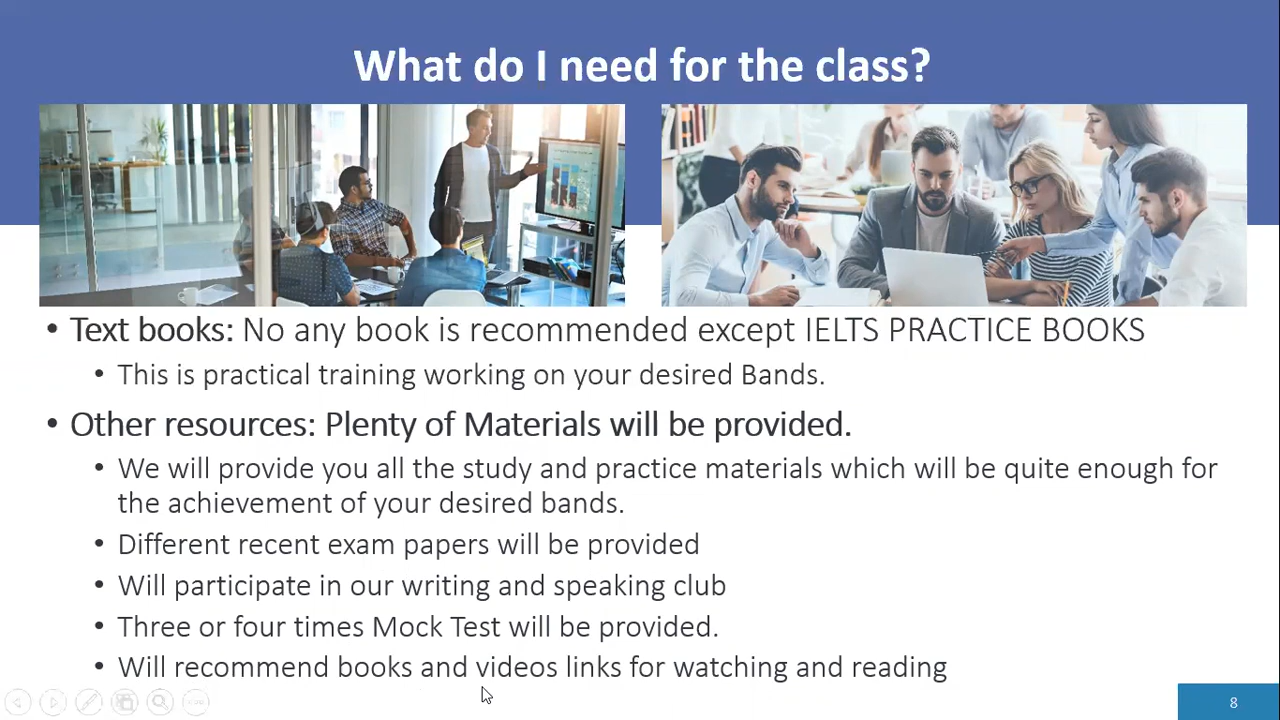 What do I need for the class?
• Text books: No any book is recommended except IELTS PRACTICE BOOKS
• This is practical training working on your desired Bands.
• Other resources: Plenty of Materials will be provided.
• We will provide you all the study and practice materials which will be quite enough for
the achievement of your desired bands.
• Different recent exam papers will be provided
• Will participate in our writing and speaking club
• Three or four times Mock Test will be provided.
• Will recommend books and videos links for watching and reading
8